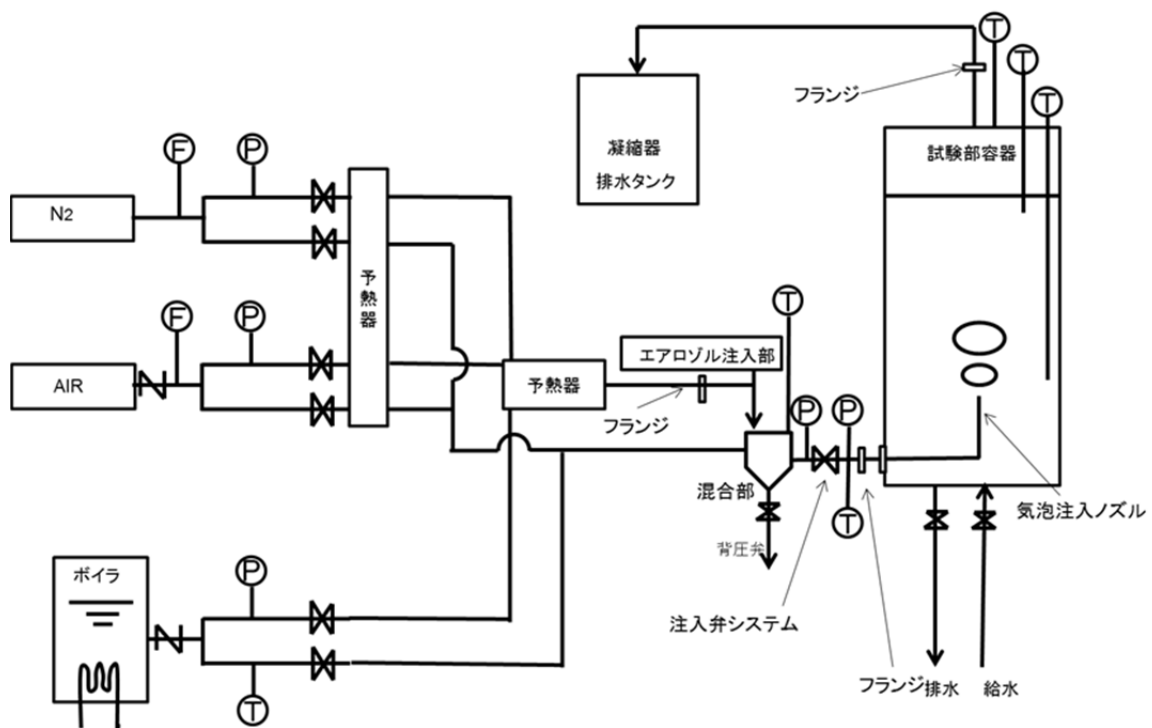 T
T
フランジ
T
凝縮器
排水タンク
試験部容器
F
P
N2
予熱器
T
F
P
エアロゾル注入部
AIR
予熱器
フランジ
P
P
混合部
気泡注入ノズル
T
背圧弁
P
ボイラ
注入弁システム
フランジ
排水
給水
T